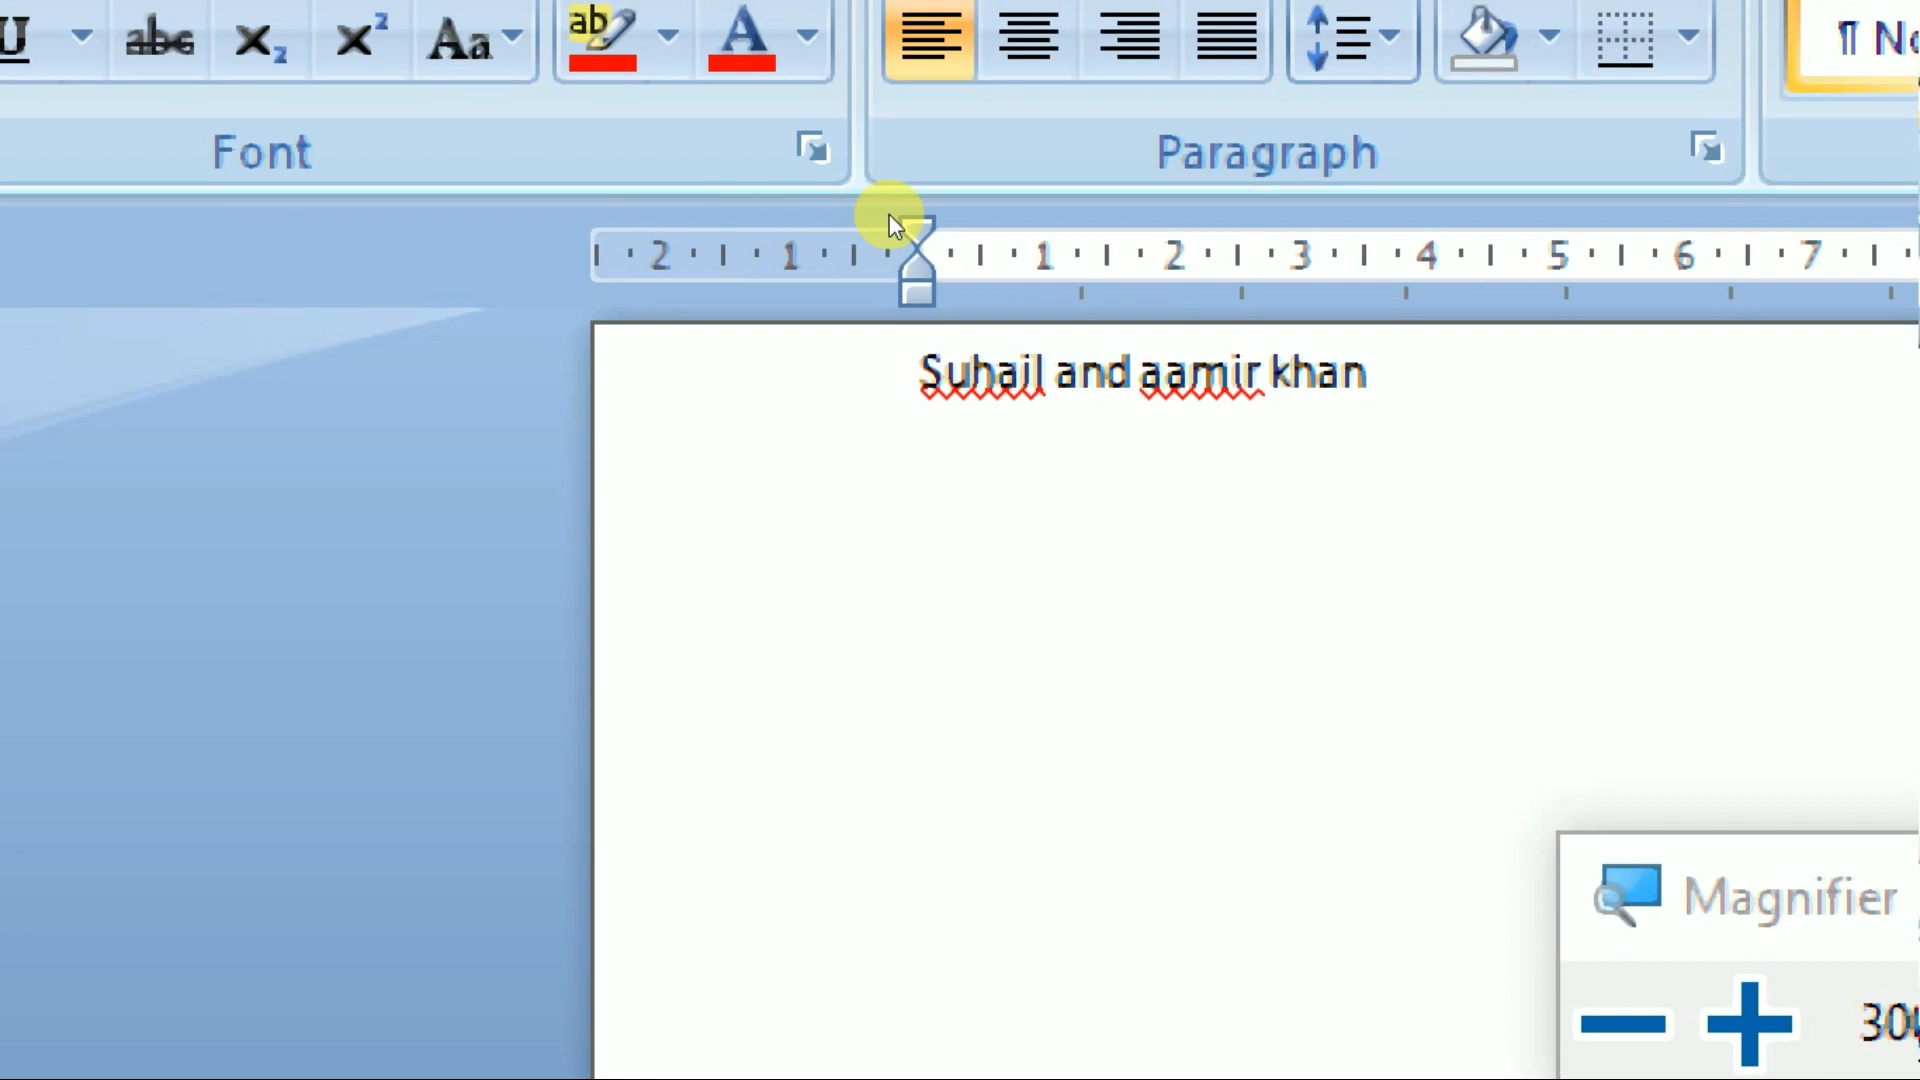 U abc x₂ x² Aa ab A ¶ No
Font Paragraph
2 1 1 2 3 4 5 6 7
Suhail and aamir khan
Magnifier
30